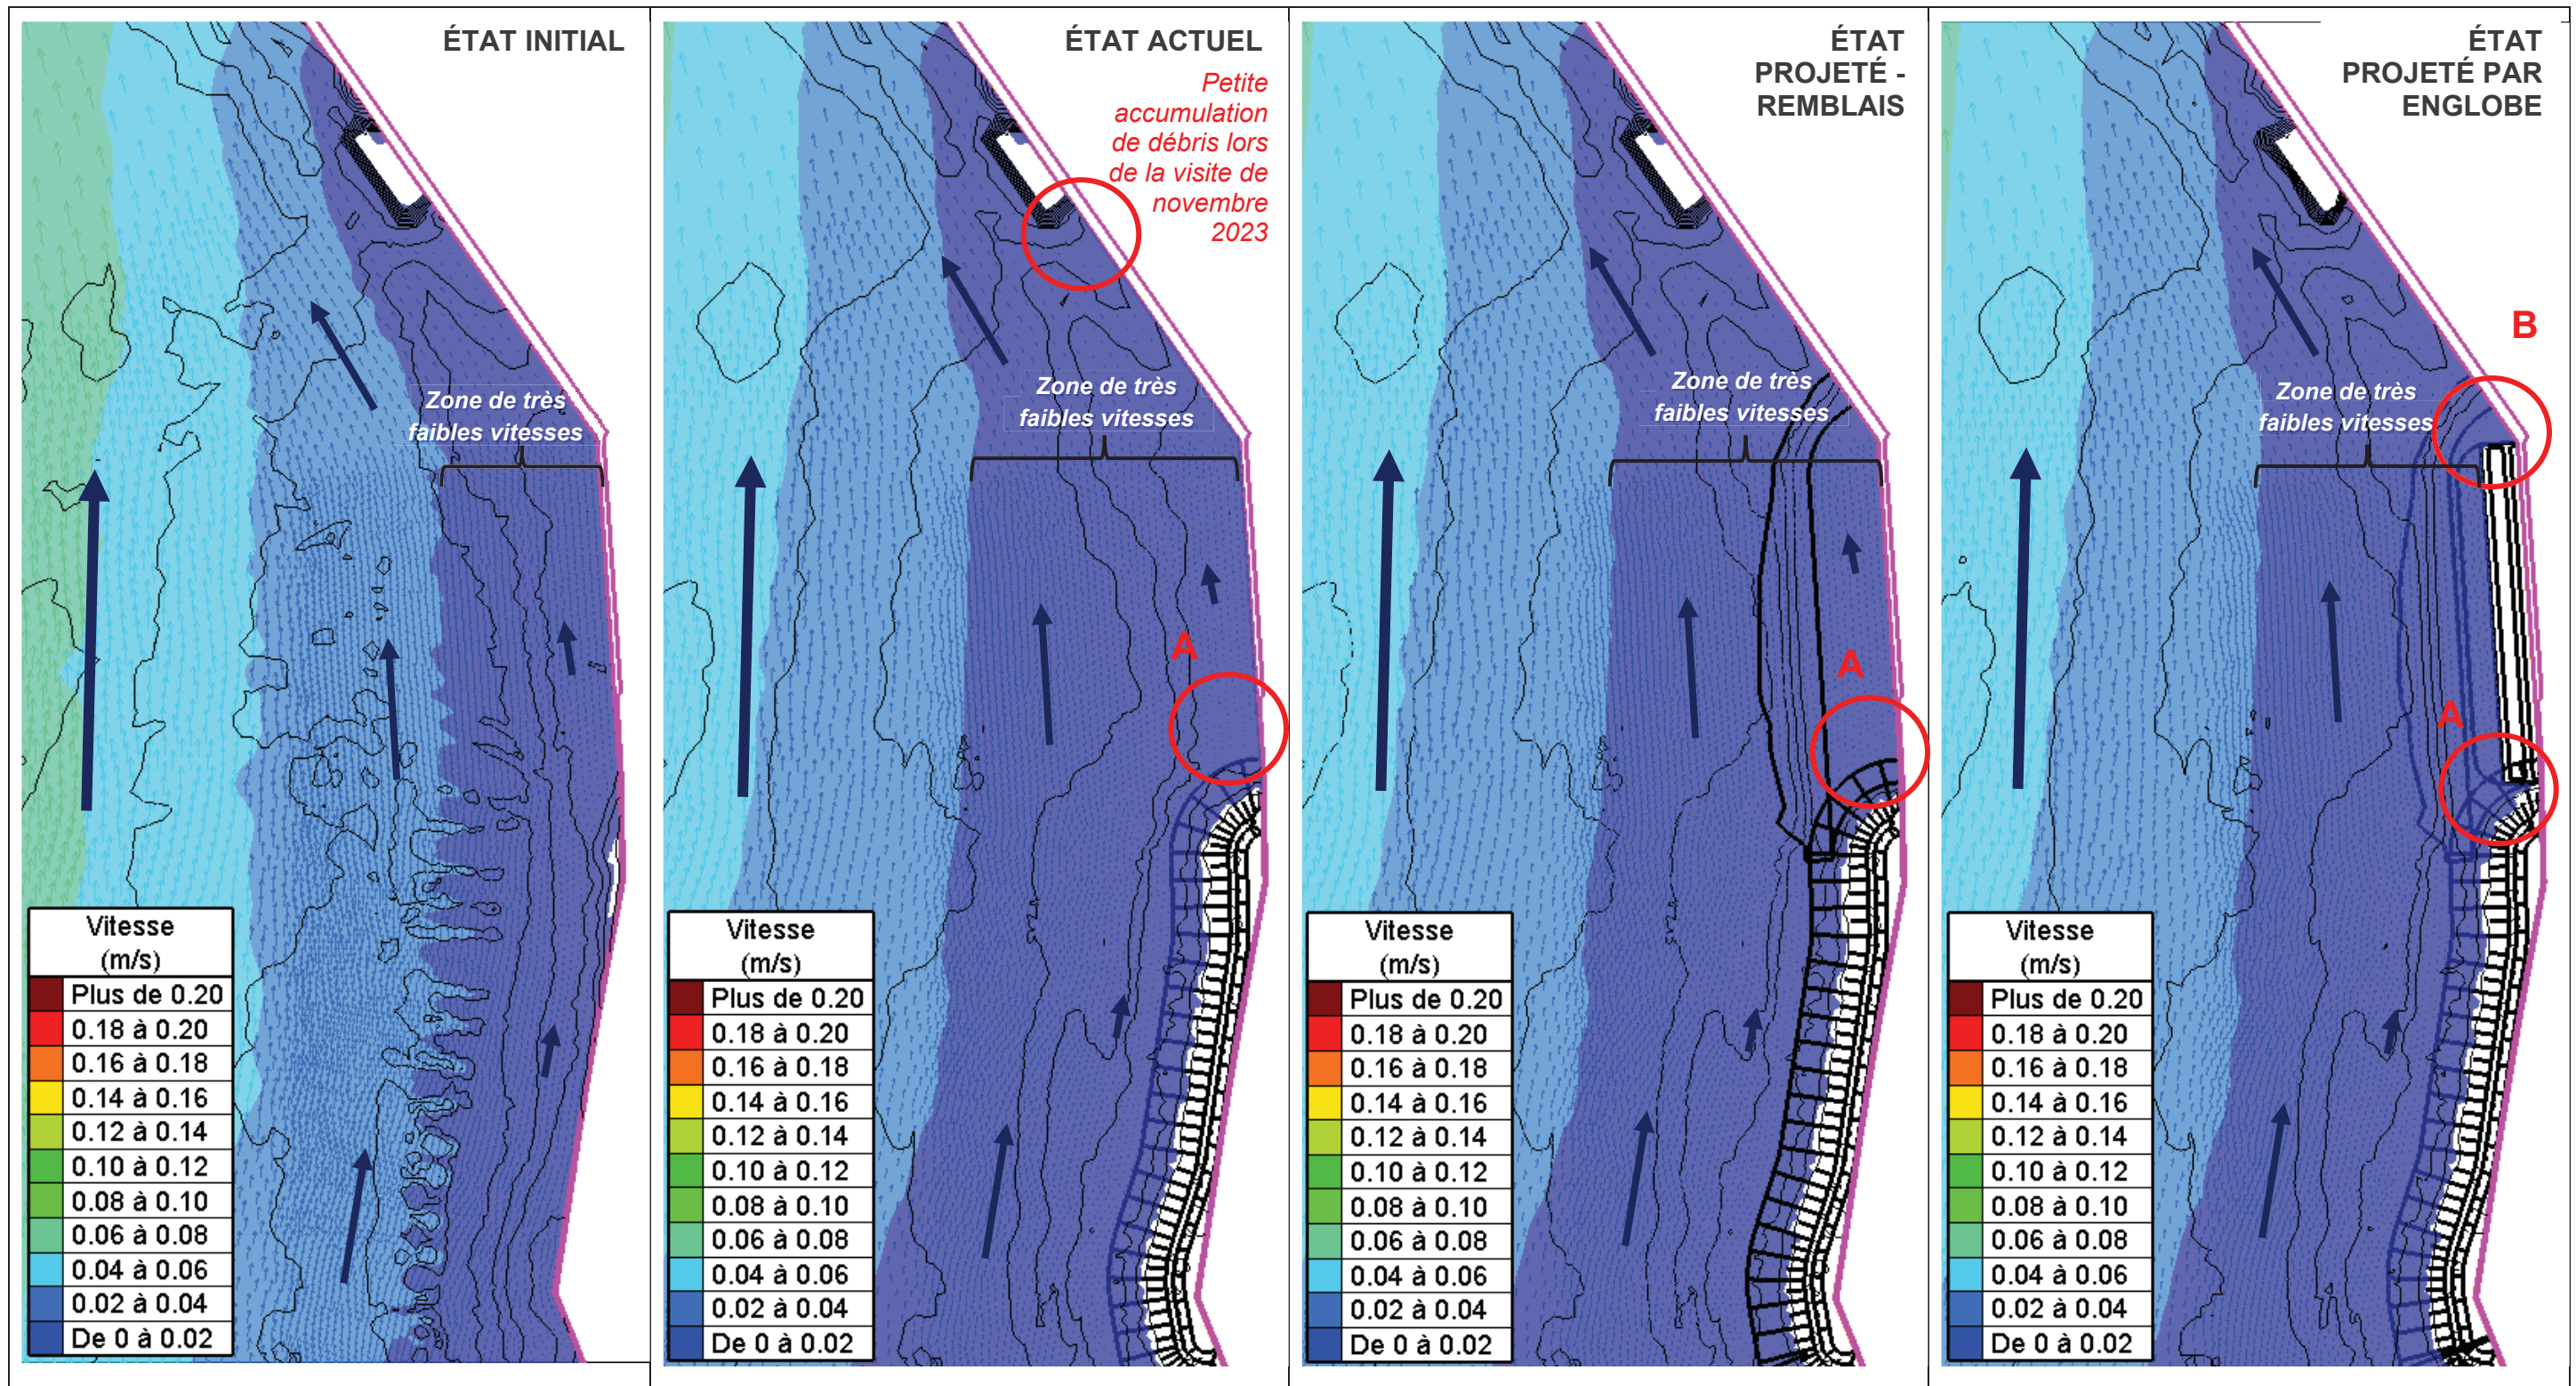 ÉTAT INITIAL
Zone de très
faibles vitesses
Vitesse
(m/s)
Plus de 0.20
0.18 à 0.20
0.16 à 0.18
0.14 à 0.16
0.12 à 0.14
0.10 à 0.12
0.08 à 0.10
0.06 à 0.08
0.04 à 0.06
0.02 à 0.04
De 0 à 0.02
ÉTAT ACTUEL
Petite
accumulation
de débris lors
de la visite de
novembre
2023
Zone de très
faibles vitesses
A
Vitesse
(m/s)
Plus de 0.20
0.18 à 0.20
0.16 à 0.18
0.14 à 0.16
0.12 à 0.14
0.10 à 0.12
0.08 à 0.10
0.06 à 0.08
0.04 à 0.06
0.02 à 0.04
De 0 à 0.02
ÉTAT
PROJETÉ -
REMBLAIS
Zone de très
faibles vitesses
A
Vitesse
(m/s)
Plus de 0.20
0.18 à 0.20
0.16 à 0.18
0.14 à 0.16
0.12 à 0.14
0.10 à 0.12
0.08 à 0.10
0.06 à 0.08
0.04 à 0.06
0.02 à 0.04
De 0 à 0.02
ÉTAT
PROJETÉ PAR
ENGLOBE
B
Zone de très
faibles vitesses
A
Vitesse
(m/s)
Plus de 0.20
0.18 à 0.20
0.16 à 0.18
0.14 à 0.16
0.12 à 0.14
0.10 à 0.12
0.08 à 0.10
0.06 à 0.08
0.04 à 0.06
0.02 à 0.04
De 0 à 0.02